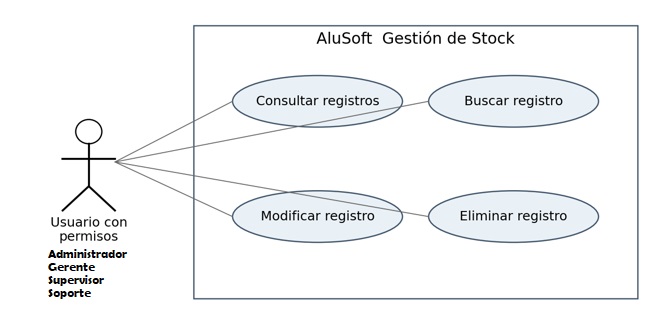 AluSoft Gestión de Stock
Consultar registros
Buscar registro
Modificar registro
Eliminar registro
Usuario con
permisos
Administrador
Gerente
Supervisor
Soporte